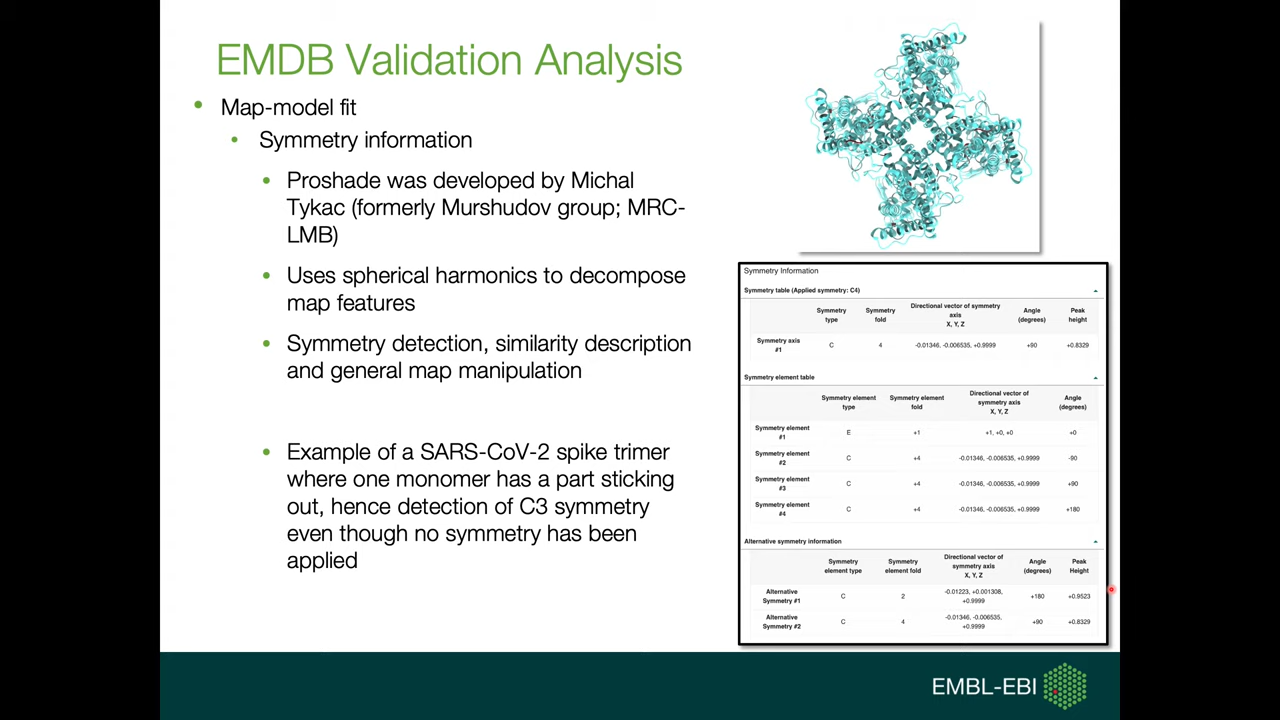 EMDB Validation Analysis
• Map-model fit
• Symmetry information
• Proshade was developed by Michal
Tykac (formerly Murshudov group; MRC-
LMB)
• Uses spherical harmonics to decompose
map features
• Symmetry detection, similarity description
and general map manipulation
• Example of a SARS-CoV-2 spike trimer
where one monomer has a part sticking
out, hence detection of C3 symmetry
even though no symmetry has been
applied
Symmetry Information
Symmetry table (Applied symmetry: C4)
Symmetry type Symmetry fold Directional vector of symmetry axis X, Y, Z Angle (degrees) Peak height
Symmetry axis #1 C 4 -0.01346, -0.006535, +0.9999 +90 +0.8329
Symmetry element table
Symmetry element type Symmetry element fold Directional vector of symmetry axis X, Y, Z Angle (degrees)
Symmetry element #1 E +1 +1, +0, +0 +0
Symmetry element #2 C +4 -0.01346, -0.006535, +0.9999 -90
Symmetry element #3 C +4 -0.01346, -0.006535, +0.9999 +90
Symmetry element #4 C +4 -0.01346, -0.006535, +0.9999 +180
Alternative symmetry information
Symmetry element type Symmetry element fold Directional vector of symmetry axis X, Y, Z Angle (degrees) Peak Height
Alternative Symmetry #1 C 2 -0.01223, +0.001308, +0.9999 +180 +0.9523
Alternative Symmetry #2 C 4 -0.01346, -0.006535, +0.9999 +90 +0.8329
EMBL-EBI